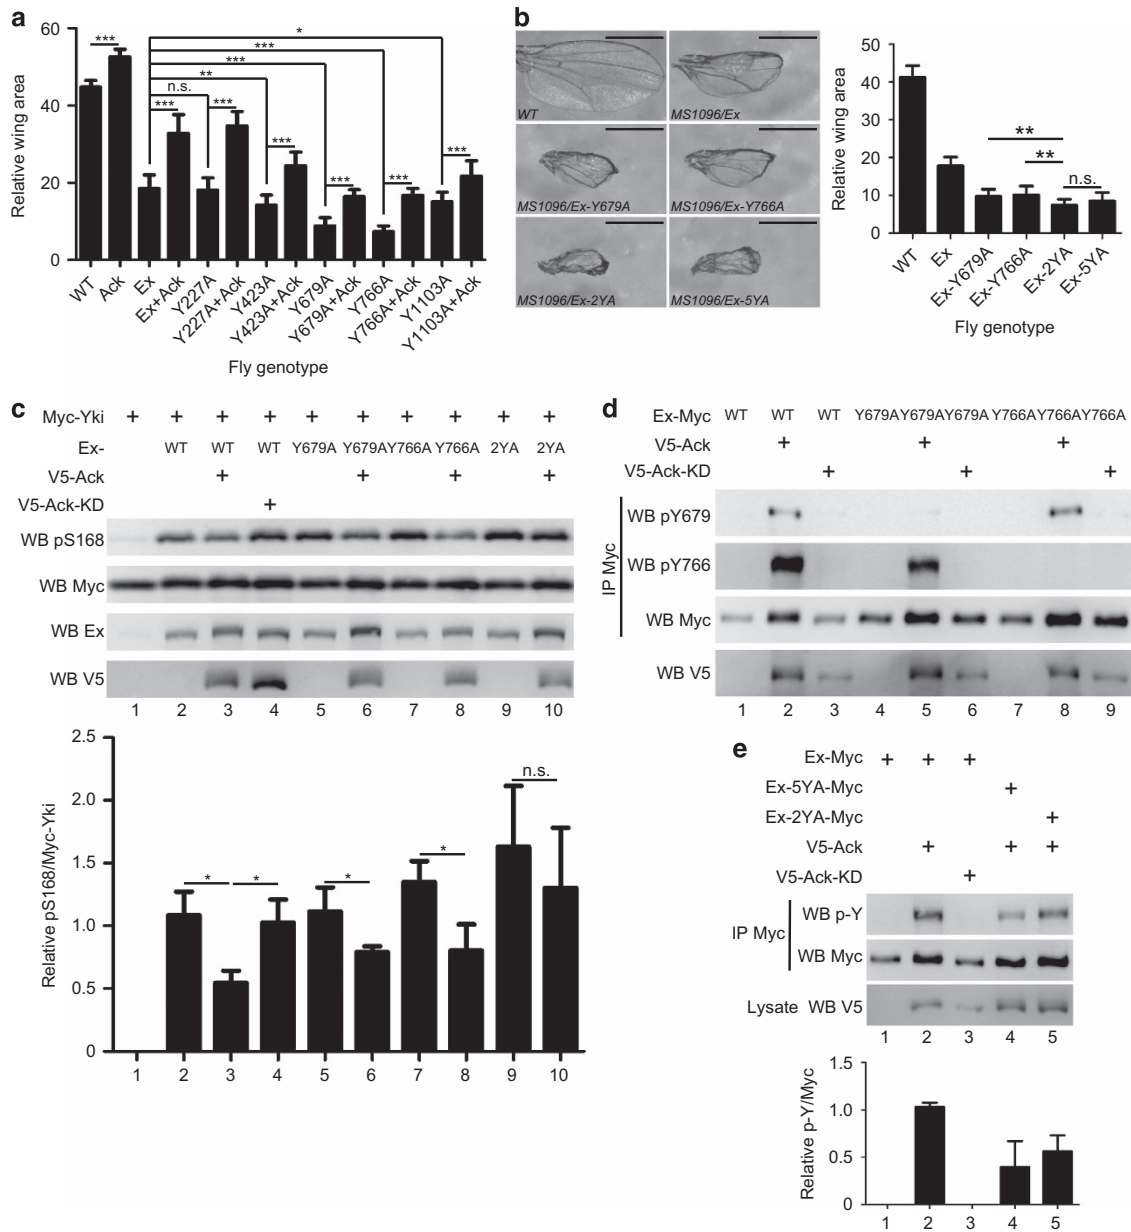 a
60
40
20
0
Relative wing area
***
***
n.s.
**
***
***
*
***
***
***
***
***
WT
Ack
Ex
Ex+Ack
Y227A
Y227A+Ack
Y423A
Y423A+Ack
Y679A
Y679A+Ack
Y766A
Y766A+Ack
Y1103A
Y1103A+Ack
Fly genotype
b
WT
MS1096/Ex
MS1096/Ex-Y679A
MS1096/Ex-Y766A
MS1096/Ex-2YA
MS1096/Ex-5YA
50
40
30
20
10
0
Relative wing area
**
**
n.s.
WT
Ex
Ex-Y679A
Ex-Y766A
Ex-2YA
Ex-5YA
Fly genotype
c
Myc-Yki + + + + + + + + + +
Ex- WT WT WT Y679A Y679A Y766A Y766A 2YA 2YA
V5-Ack + + + +
V5-Ack-KD +
WB pS168
WB Myc
WB Ex
WB V5
1 2 3 4 5 6 7 8 9 10
2.5
2.0
1.5
1.0
0.5
0
Relative pS168/Myc-Yki
* * * * n.s.
1 2 3 4 5 6 7 8 9 10
d
Ex-Myc WT WT WT Y679A Y679A Y679A Y766A Y766A Y766A
V5-Ack + + +
V5-Ack-KD + + +
IP Myc
WB pY679
WB pY766
WB Myc
WB V5
1 2 3 4 5 6 7 8 9
e
Ex-Myc + + +
Ex-5YA-Myc +
Ex-2YA-Myc +
V5-Ack + + +
V5-Ack-KD +
IP Myc
WB p-Y
WB Myc
Lysate WB V5
1 2 3 4 5
1.5
1.0
0.5
0
Relative p-Y/Myc
1 2 3 4 5